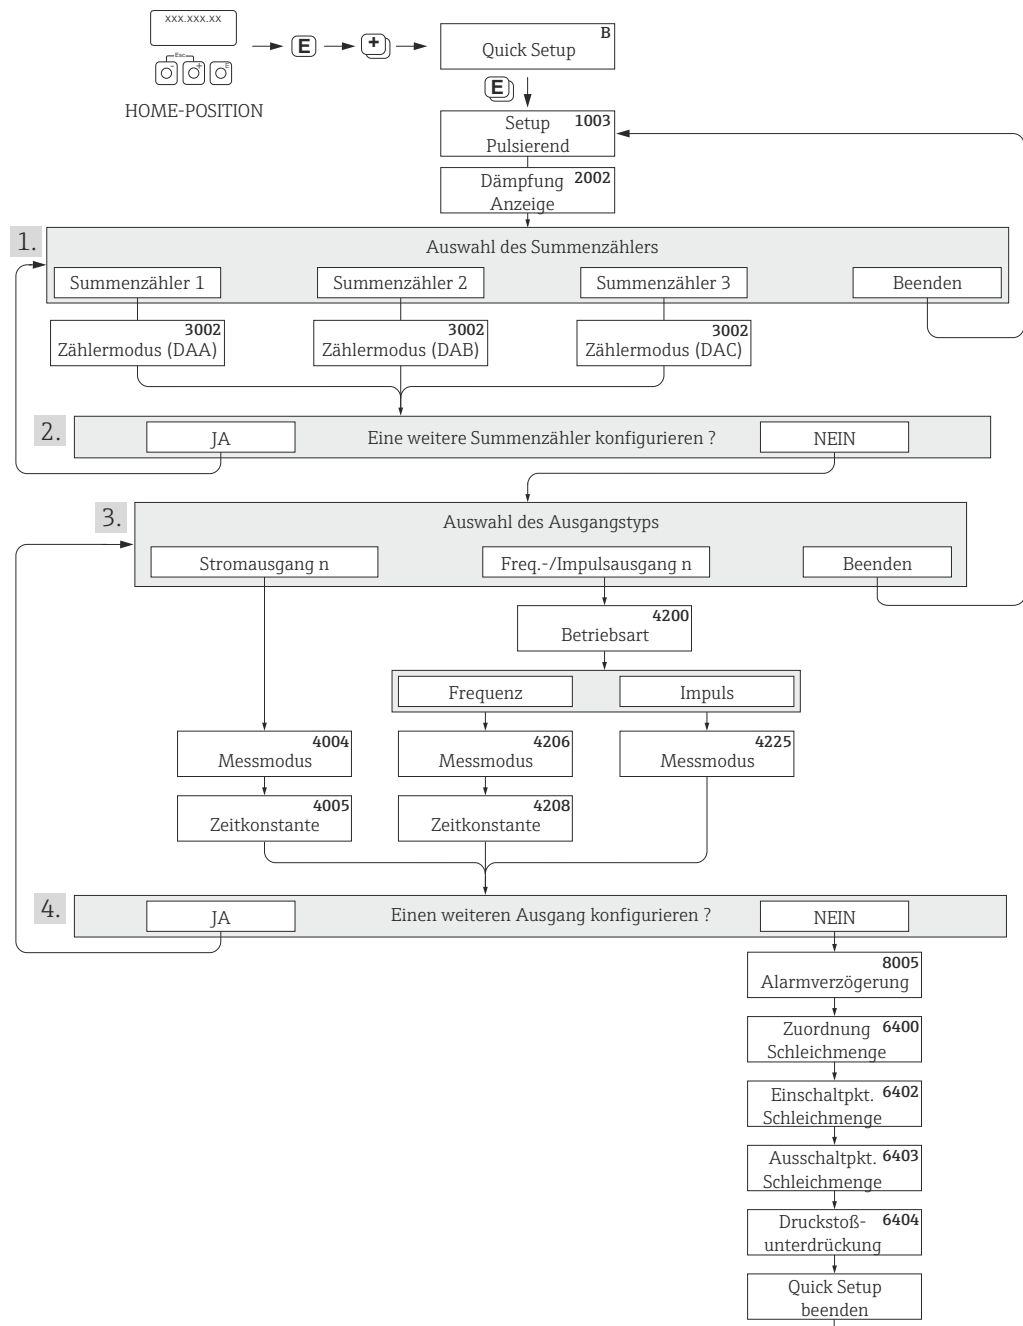 xxx.xxx.xx
Esc
- + E
HOME-POSITION
E
+
B
Quick Setup
E
Setup 1003
Pulsierend
Dämpfung 2002
Anzeige
1.
Auswahl des Summenzählers
Summenzähler 1
Summenzähler 2
Summenzähler 3
Beenden
3002
Zählermodus (DAA)
3002
Zählermodus (DAB)
3002
Zählermodus (DAC)
2.
JA
Eine weitere Summenzähler konfigurieren ?
NEIN
3.
Auswahl des Ausgangstyps
Stromausgang n
Freq.-/Impulsausgang n
Beenden
4200
Betriebsart
Frequenz
Impuls
4004
Messmodus
4206
Messmodus
4225
Messmodus
4005
Zeitkonstante
4208
Zeitkonstante
4.
JA
Einen weiteren Ausgang konfigurieren ?
NEIN
8005
Alarmverzögerung
Zuordnung 6400
Schleichmenge
Einschaltpkt. 6402
Schleichmenge
Ausschaltpkt. 6403
Schleichmenge
Druckstoß- 6404
unterdrückung
Quick Setup
beenden